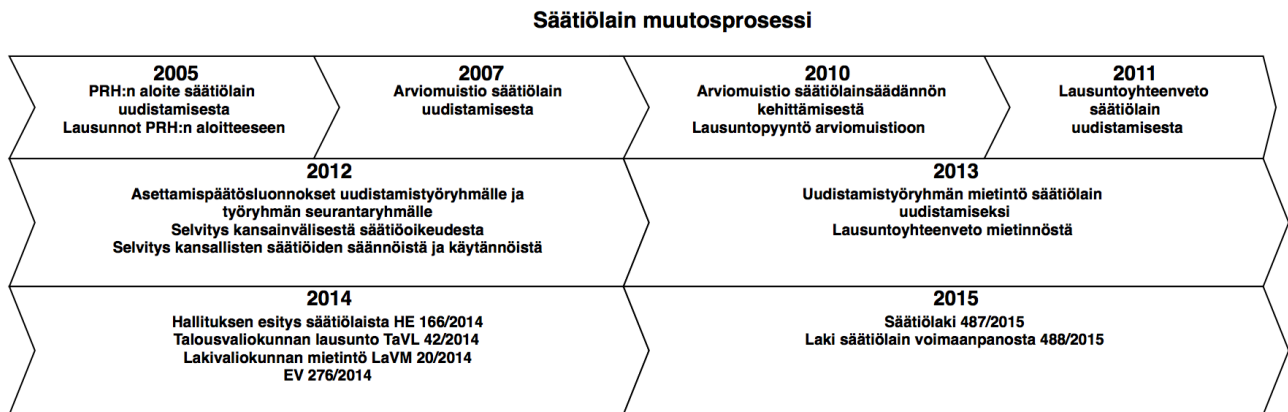 Säätiölain muutosprosessi
2005
PRH:n aloite säätiölain
uudistamisesta
Lausunnot PRH:n aloitteeseen
2007
Arviomuistio säätiölain
uudistamisesta
2010
Arviomuistio säätiölainsäädännön
kehittämisestä
Lausuntopyyntö arviomuistioon
2011
Lausuntoyhteenveto
säätiölain
uudistamisesta
2012
Asettamispäätösluonnokset uudistamistyöryhmälle ja
työryhmän seurantaryhmälle
Selvitys kansainvälisestä säätiöoikeudesta
Selvitys kansallisten säätiöiden säännöistä ja käytännöistä
2013
Uudistamistyöryhmän mietintö säätiölain
uudistamiseksi
Lausuntoyhteenveto mietinnöstä
2014
Hallituksen esitys säätiölaista HE 166/2014
Talousvaliokunnan lausunto TaVL 42/2014
Lakivaliokunnan mietintö LaVM 20/2014
EV 276/2014
2015
Säätiölaki 487/2015
Laki säätiölain voimaanpanosta 488/2015